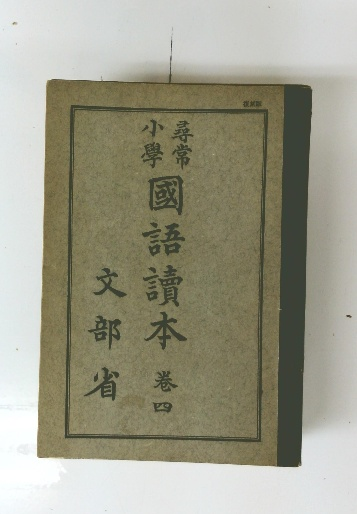 尋常
小學
國語讀本 卷四
文部省